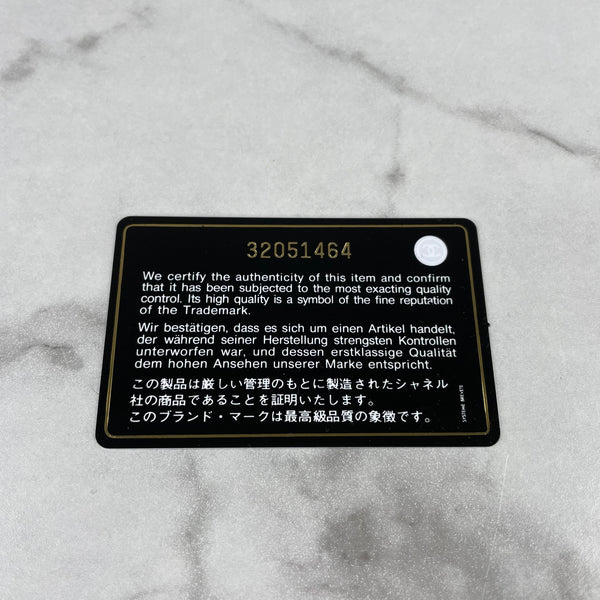 32051464
We certify the authenticity of this item and confirm
that it has been subjected to the most exacting quality
control. Its high quality is a symbol of the fine reputation
of the Trademark.
Wir bestätigen, dass es sich um einen Artikel handelt,
der während seiner Herstellung strengsten Kontrollen
unterworfen war, und dessen erstklassige Qualität
dem hohen Ansehen unserer Marke entspricht.
この製品は厳しい管理のもとに製造されたシャネル
社の商品であることを証明いたします。
このブランド・マークは最高級品質の象徴です。
SYSTEME BREVETE